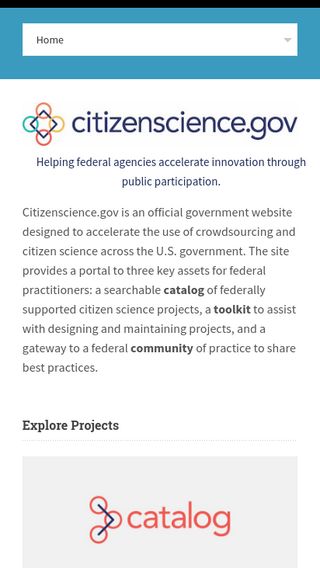 Home
citizenscience.gov
Helping federal agencies accelerate innovation through
public participation.
Citizenscience.gov is an official government website
designed to accelerate the use of crowdsourcing and
citizen science across the U.S. government. The site
provides a portal to three key assets for federal
practitioners: a searchable catalog of federally
supported citizen science projects, a toolkit to assist
with designing and maintaining projects, and a
gateway to a federal community of practice to share
best practices.
Explore Projects
catalog